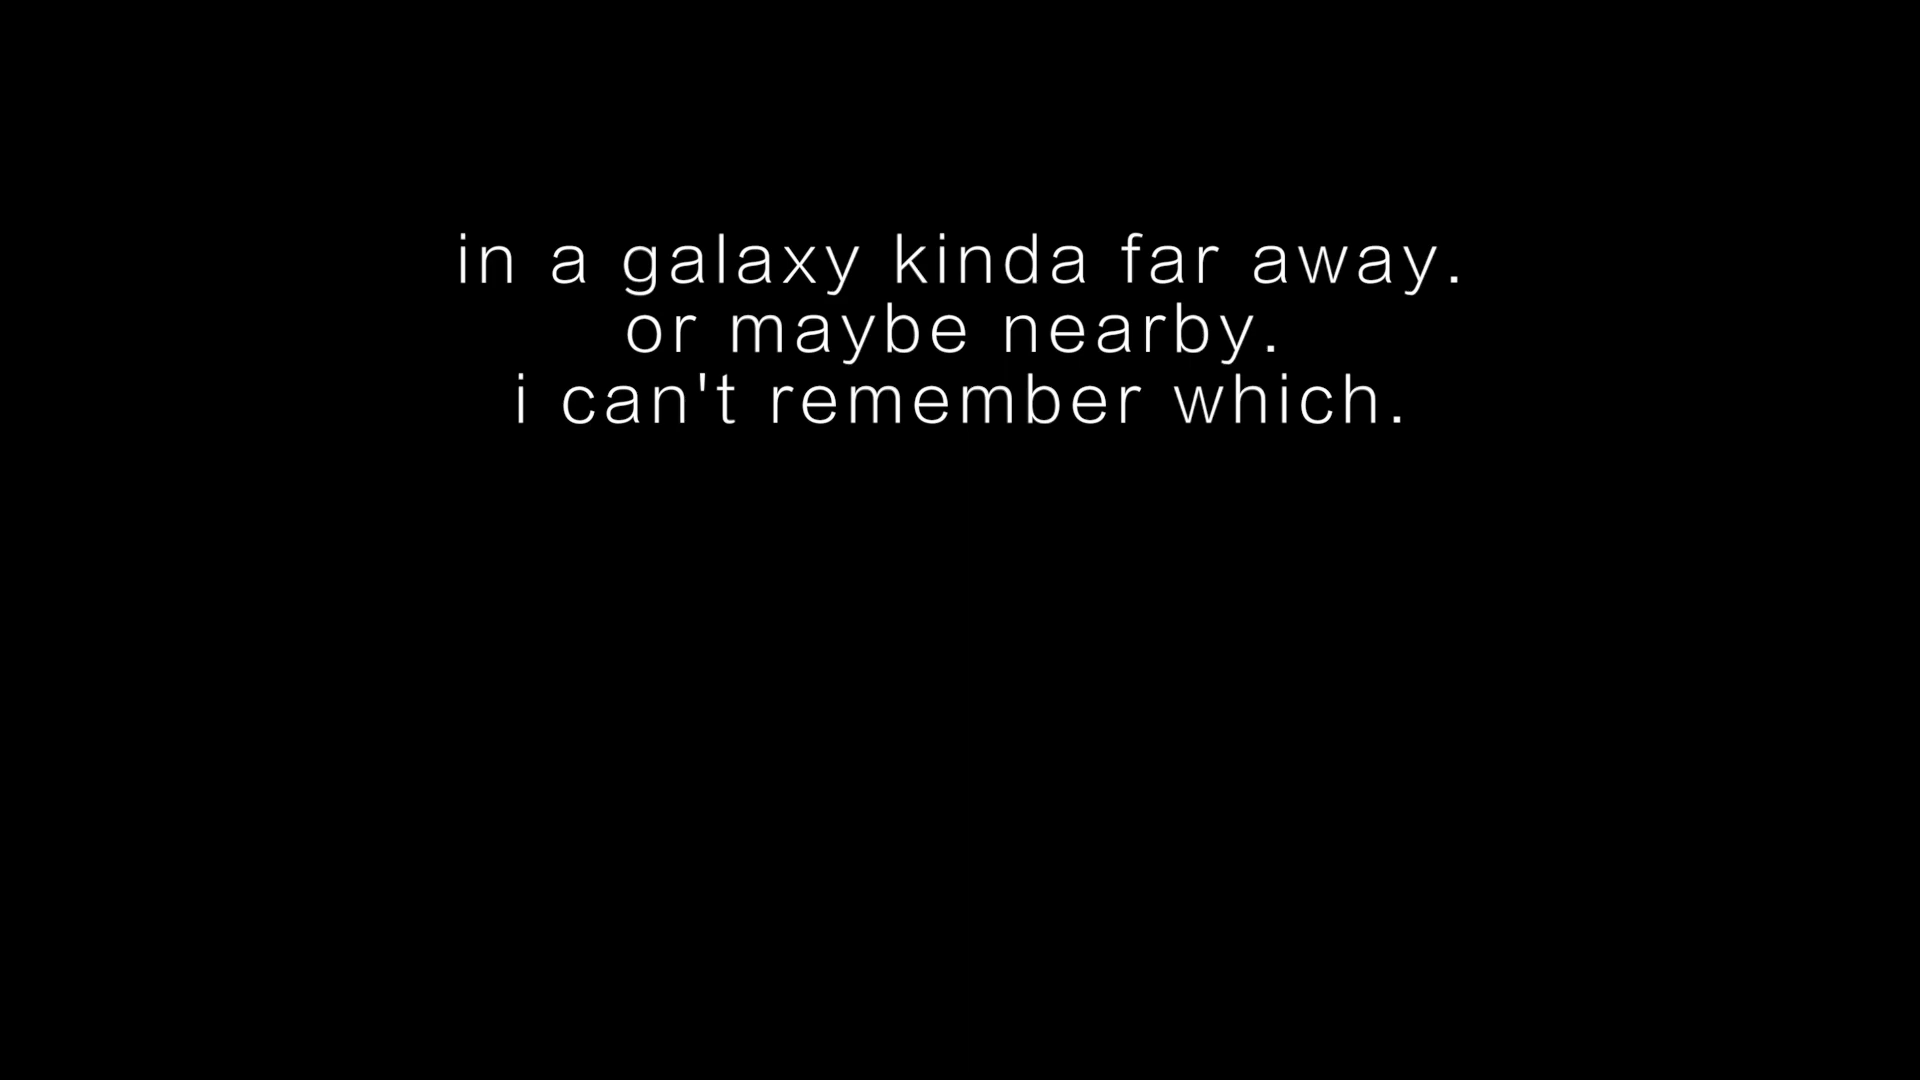 in a galaxy kinda far away.
or maybe nearby.
i can't remember which.